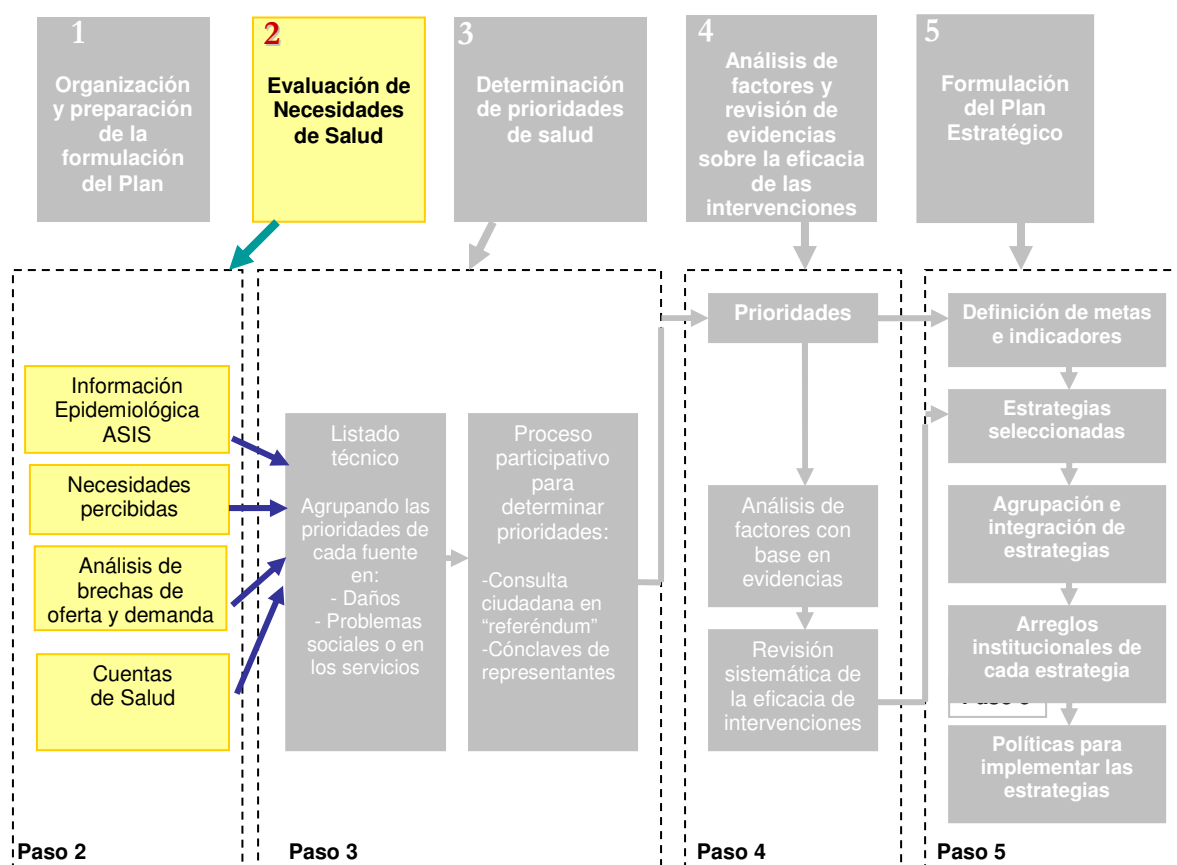 1
Organización
y preparación
de la
formulación
del Plan
2
Evaluación de
Necesidades
de Salud
3
Determinación
de prioridades
de salud
4
Análisis de
factores y
revisión de
evidencias
sobre la eficacia
de las
intervenciones
5
Formulación
del Plan
Estratégico
Información
Epidemiológica
ASIS
Necesidades
percibidas
Análisis de
brechas de
oferta y demanda
Cuentas
de Salud
Paso 2
Listado
técnico
Agrupando las
prioridades de
cada fuente
en:
- Daños
- Problemas
sociales o en
los servicios
Proceso
participativo
para
determinar
prioridades:
-Consulta
ciudadana en
“referéndum”
-Cónclaves de
representantes
Paso 3
Prioridades
Análisis de
factores con
base en
evidencias
Revisión
sistemática de
la eficacia de
intervenciones
Paso 4
Definición de metas
e indicadores
Estrategias
seleccionadas
Agrupación e
integración de
estrategias
Arreglos
institucionales de
cada estrategia
Políticas para
implementar las
estrategias
Paso 5